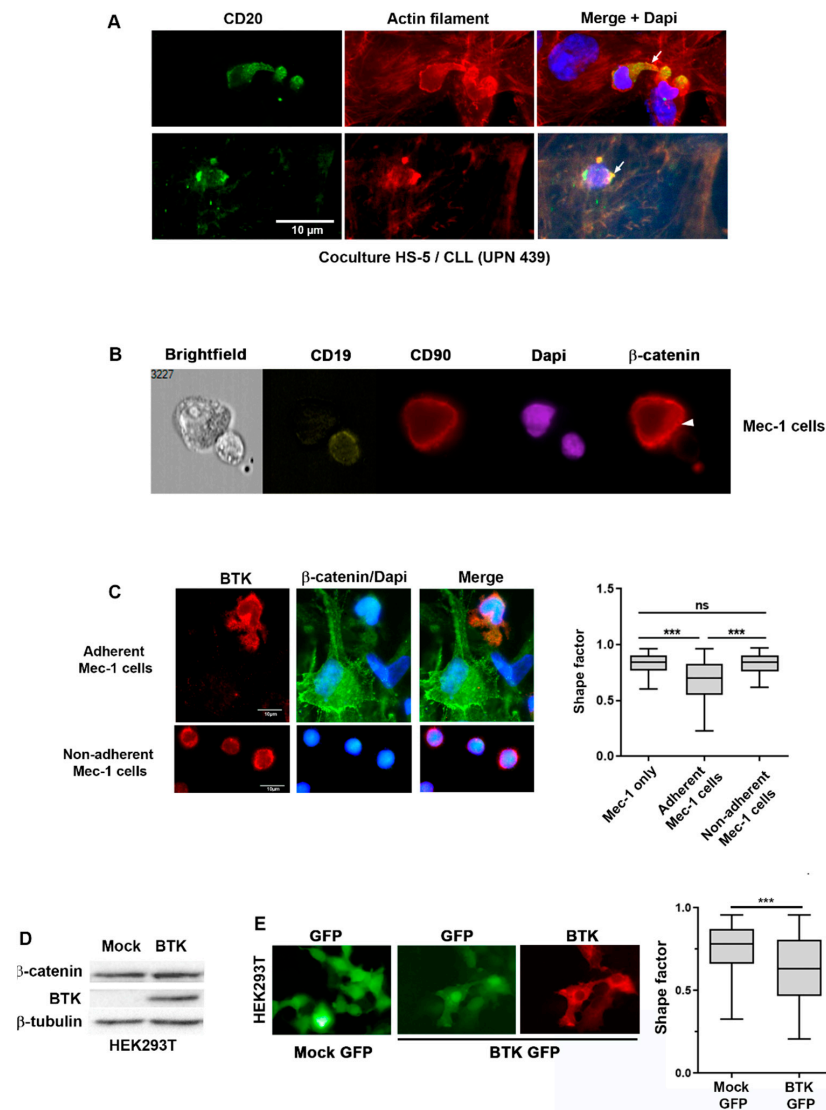 A
CD20 Actin filament Merge + Dapi
10 µm
Coculture HS-5 / CLL (UPN 439)
B
Brightfield CD19 CD90 Dapi β-catenin
3227
Mec-1 cells
C
BTK β-catenin/Dapi Merge
Adherent
Mec-1 cells
10µm
Non-adherent
Mec-1 cells
10µm
Shape factor
1.5
1.0
0.5
0.0
ns
*** ***
Mec-1 only
Adherent
Mec-1 cells
Non-adherent
Mec-1 cells
D
Mock BTK
β-catenin
BTK
β-tubulin
HEK293T
E
GFP GFP BTK
HEK293T
Mock GFP BTK GFP
Shape factor
1.0
0.5
0.0
***
Mock
GFP
BTK
GFP